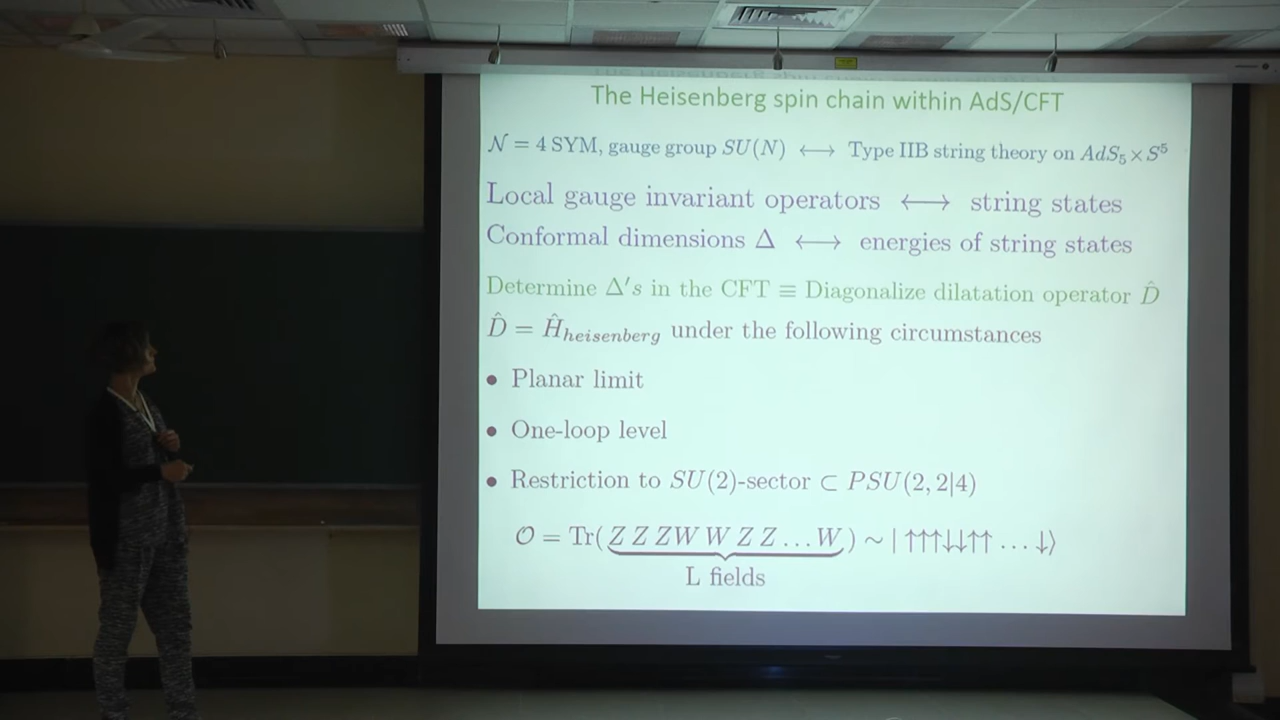 The Heisenberg spin chain within AdS/CFT
𝒩 = 4 SYM, gauge group SU(N) ⟷ Type IIB string theory on AdS₅ × S⁵
Local gauge invariant operators ⟷ string states
Conformal dimensions Δ ⟷ energies of string states
Determine Δ's in the CFT ≡ Diagonalize dilatation operator D̂
D̂ = Ĥ_heisenberg under the following circumstances
• Planar limit
• One-loop level
• Restriction to SU(2)-sector ⊂ PSU(2, 2|4)
𝒪 = Tr( Z Z Z W W Z Z ... W ) ~ | ↑↑↑↓↓↑↑ ... ↓⟩
L fields